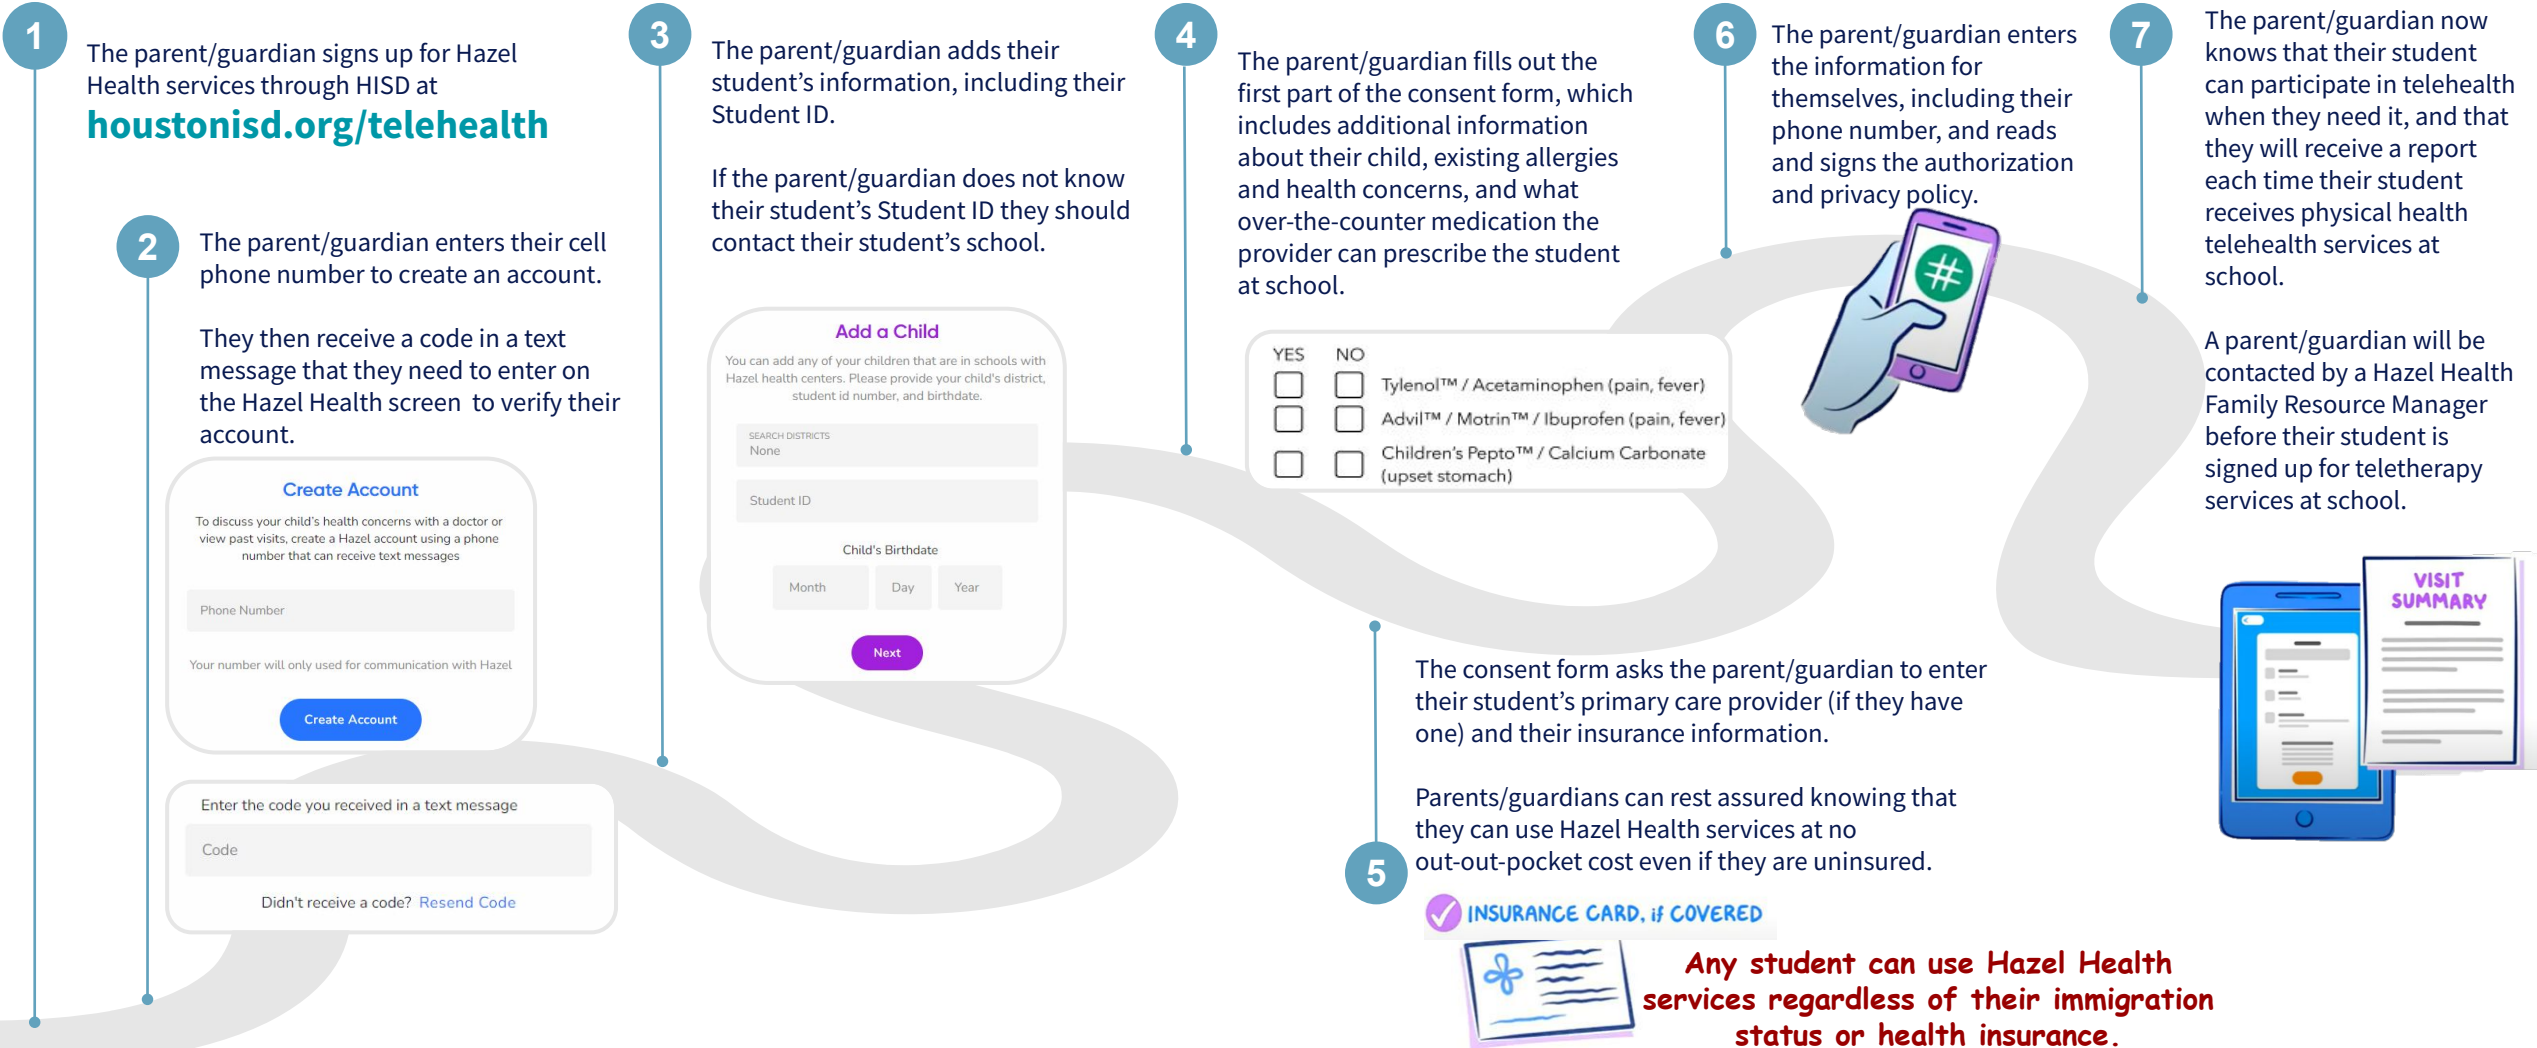 1
The parent/guardian signs up for Hazel
Health services through HISD at
houstonisd.org/telehealth
2
The parent/guardian enters their cell
phone number to create an account.
They then receive a code in a text
message that they need to enter on
the Hazel Health screen to verify their
account.
Create Account
To discuss your child's health concerns with a doctor or
view past visits, create a Hazel account using a phone
number that can receive text messages
Phone Number
Your number will only used for communication with Hazel
Create Account
Enter the code you received in a text message
Code
Didn't receive a code? Resend Code
3
The parent/guardian adds their
student's information, including their
Student ID.
If the parent/guardian does not know
their student's Student ID they should
contact their student's school.
Add a Child
You can add any of your children that are in schools with
Hazel health centers. Please provide your child's district,
student id number, and birthdate.
SEARCH DISTRICTS
None
Student ID
Child's Birthdate
Month Day Year
Next
4
The parent/guardian fills out the
first part of the consent form, which
includes additional information
about their child, existing allergies
and health concerns, and what
over-the-counter medication the
provider can prescribe the student
at school.
YES NO
Tylenol™ / Acetaminophen (pain, fever)
Advil™ / Motrin™ / Ibuprofen (pain, fever)
Children's Pepto™ / Calcium Carbonate
(upset stomach)
The consent form asks the parent/guardian to enter
their student's primary care provider (if they have
one) and their insurance information.
Parents/guardians can rest assured knowing that
they can use Hazel Health services at no
out-out-pocket cost even if they are uninsured.
5
INSURANCE CARD, if COVERED
Any student can use Hazel Health
services regardless of their immigration
status or health insurance.
6
The parent/guardian enters
the information for
themselves, including their
phone number, and reads
and signs the authorization
and privacy policy.
#
7
The parent/guardian now
knows that their student
can participate in telehealth
when they need it, and that
they will receive a report
each time their student
receives physical health
telehealth services at
school.
A parent/guardian will be
contacted by a Hazel Health
Family Resource Manager
before their student is
signed up for teletherapy
services at school.
VISIT
SUMMARY